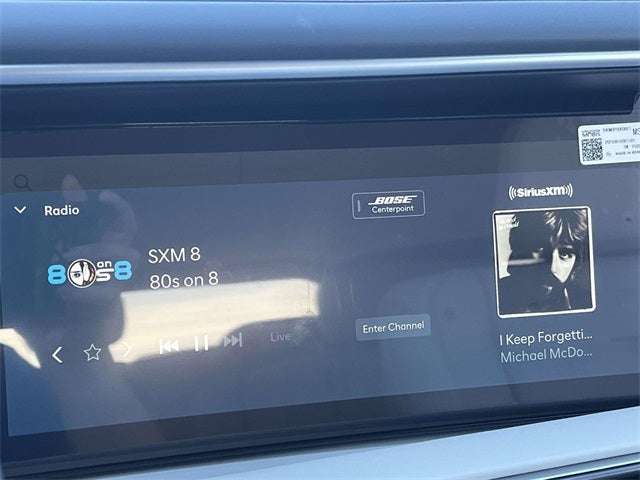 Radio
BOSE
Centerpoint
((SiriusXM))
80s on 8
SXM 8
80s on 8
Live
Enter Channel
I Keep Forgetti...
Michael McDo...